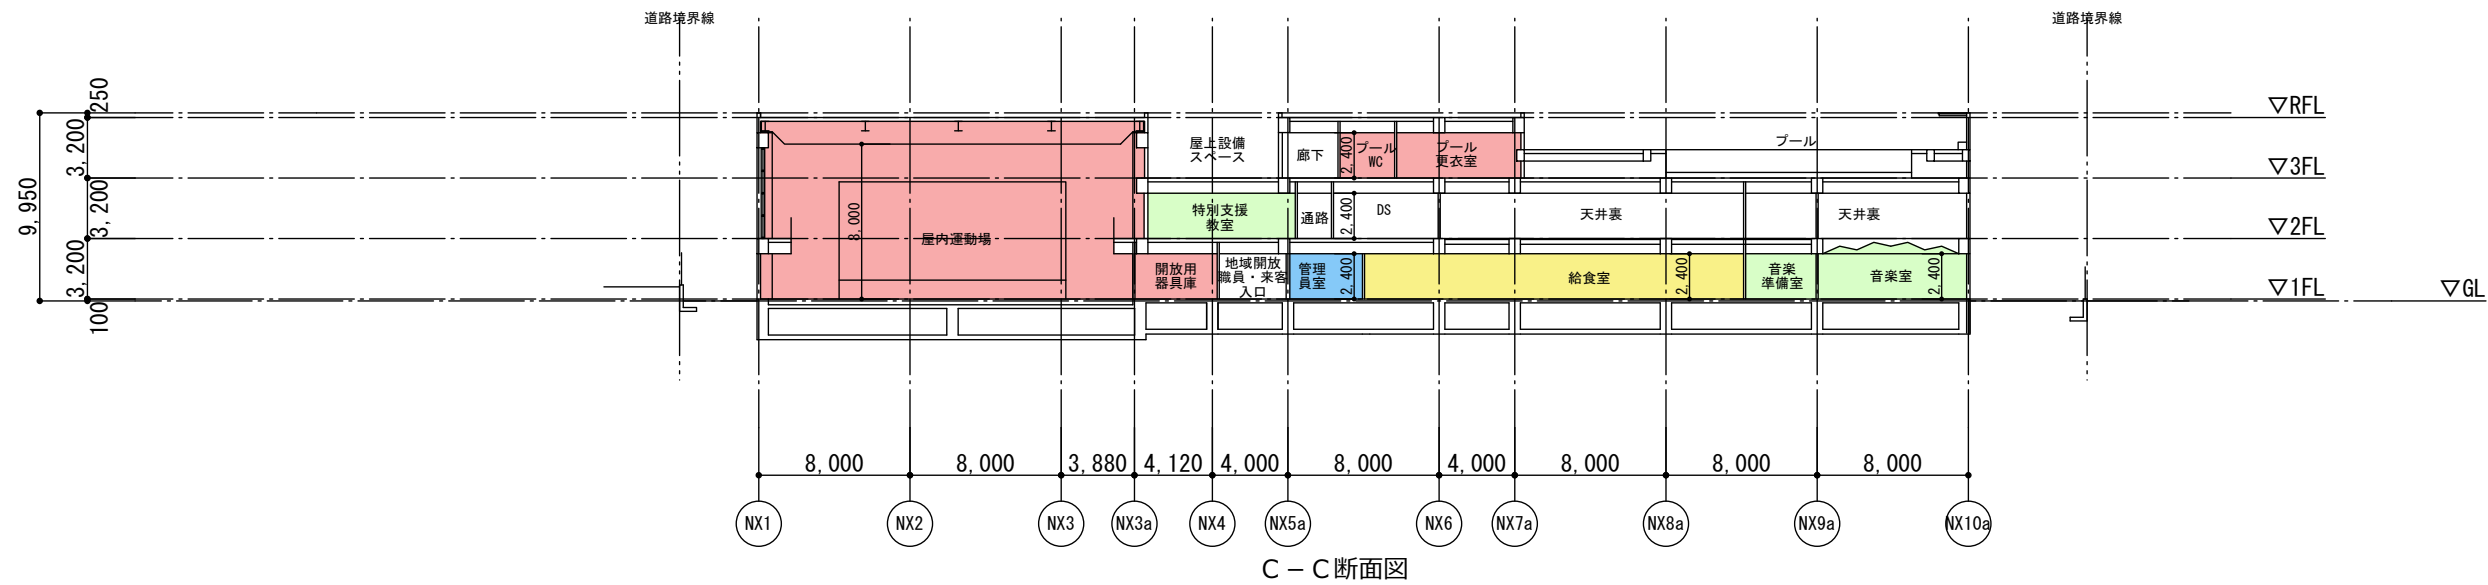 道路境界線
道路境界線
250
3,200
3,200
3,200
100
9,950
▽RFL
▽3FL
▽2FL
▽1FL
▽GL
屋上設備
スペース
廊下
2,400
プール
WC
プール
更衣室
プール
8,000
屋内運動場
特別支援
教室
通路
2,400
DS
天井裏
天井裏
開放用
器具庫
地域開放
職員・来客
入口
管理
員室
2,400
給食室
2,400
音楽
準備室
音楽室
2,400
8,000
8,000
3,880
4,120
4,000
8,000
4,000
8,000
8,000
8,000
NX1
NX2
NX3
NX3a
NX4
NX5a
NX6
NX7a
NX8a
NX9a
NX10a
C－C断面図